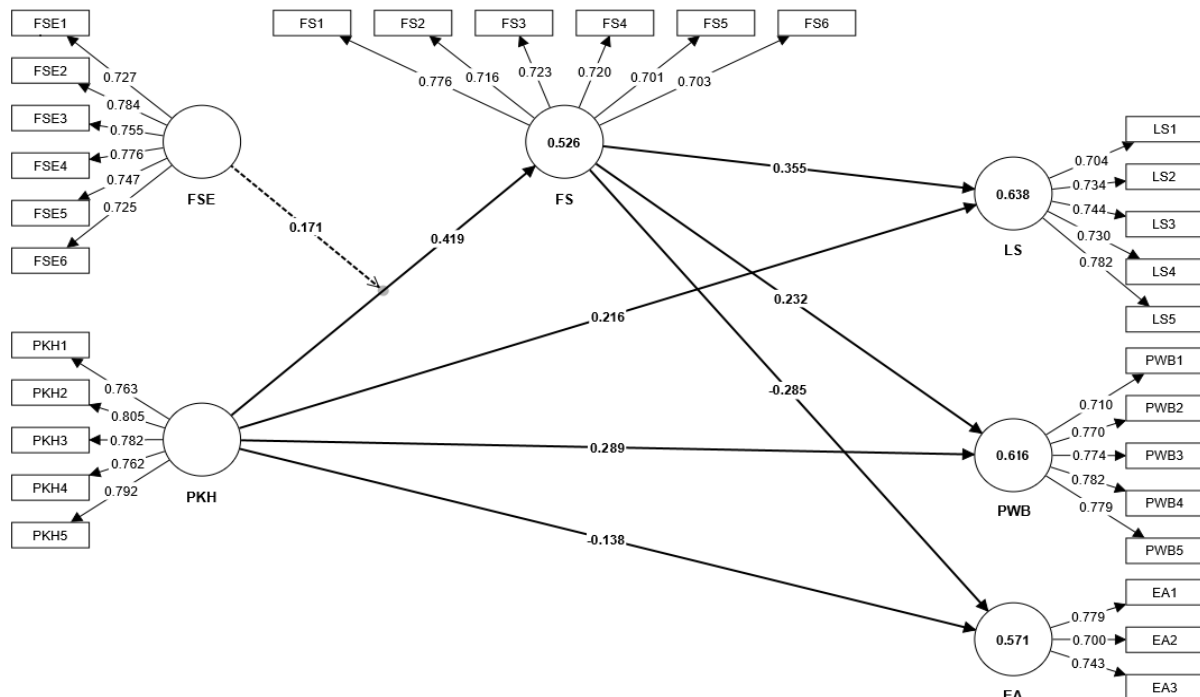 FSE1
FSE2
FSE3
FSE4
FSE5
FSE6
0.727
0.784
0.755
0.776
0.747
0.725
FSE
0.171
FS1
FS2
FS3
FS4
FS5
FS6
0.776
0.716
0.723
0.720
0.701
0.703
0.526
FS
0.419
0.355
0.216
0.232
-0.285
0.289
-0.138
PKH1
PKH2
PKH3
PKH4
PKH5
0.763
0.805
0.782
0.762
0.792
PKH
0.638
LS
0.704
0.734
0.744
0.730
0.782
LS1
LS2
LS3
LS4
LS5
0.616
PWB
0.710
0.770
0.774
0.782
0.779
PWB1
PWB2
PWB3
PWB4
PWB5
0.571
EA
0.779
0.700
0.743
EA1
EA2
EA3